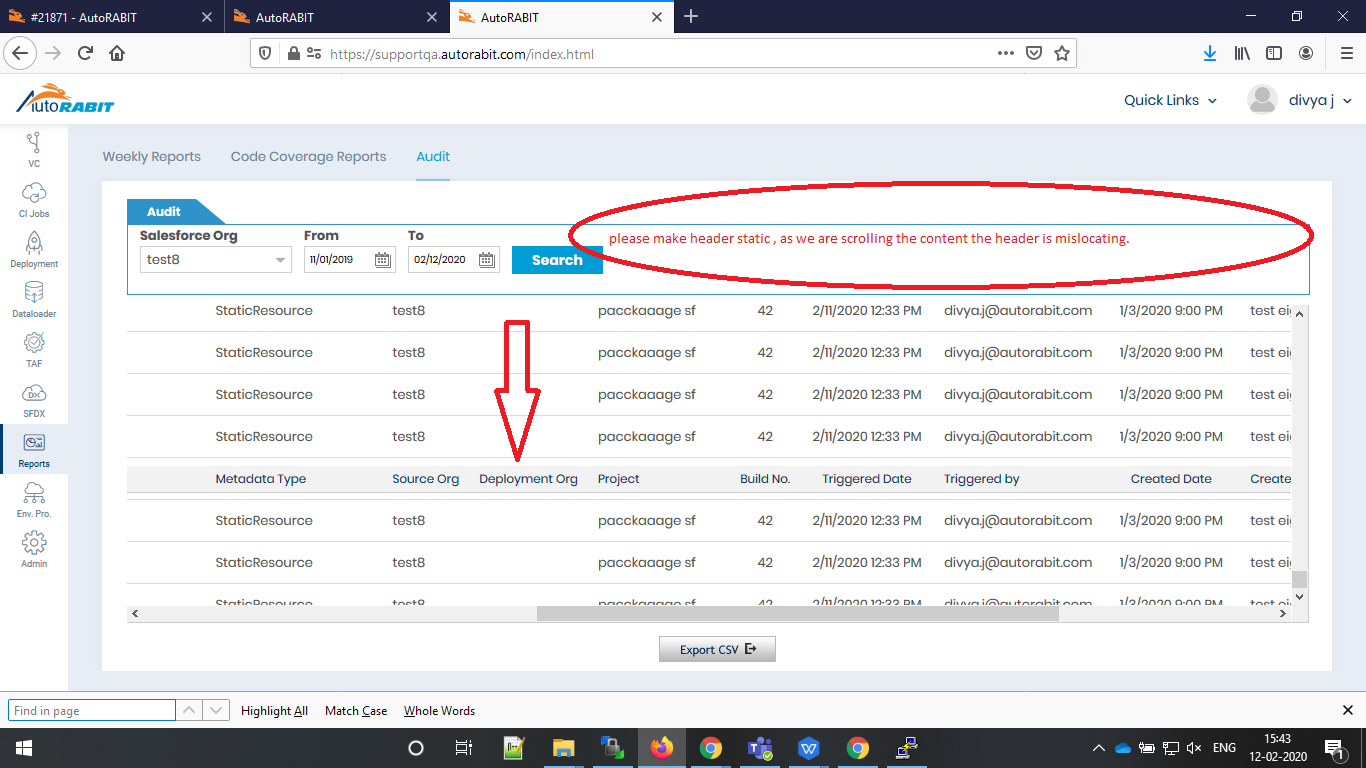 #21871 - AutoRABIT
AutoRABIT
AutoRABIT
https://supportqa.autorabit.com/index.html
AutoRABIT
Quick Links
divya j
VC
CI Jobs
Deployment
Dataloader
TAF
DX
SFDX
Reports
Env. Pro.
Admin
Weekly Reports Code Coverage Reports Audit
Audit
Salesforce Org From To
test8 11/01/2019 02/12/2020 Search
please make header static , as we are scrolling the content the header is mislocating.
StaticResource test8 pacckaaage sf 42 2/11/2020 12:33 PM divya.j@autorabit.com 1/3/2020 9:00 PM test eig
StaticResource test8 pacckaaage sf 42 2/11/2020 12:33 PM divya.j@autorabit.com 1/3/2020 9:00 PM test eig
StaticResource test8 pacckaaage sf 42 2/11/2020 12:33 PM divya.j@autorabit.com 1/3/2020 9:00 PM test eig
StaticResource test8 pacckaaage sf 42 2/11/2020 12:33 PM divya.j@autorabit.com 1/3/2020 9:00 PM test eig
Metadata Type Source Org Deployment Org Project Build No. Triggered Date Triggered by Created Date Create
StaticResource test8 pacckaaage sf 42 2/11/2020 12:33 PM divya.j@autorabit.com 1/3/2020 9:00 PM test eig
StaticResource test8 pacckaaage sf 42 2/11/2020 12:33 PM divya.j@autorabit.com 1/3/2020 9:00 PM test eig
StaticResource test8 pacckaaage sf 42 2/11/2020 12:33 PM divya.j@autorabit.com 1/3/2020 9:00 PM test eig
Export CSV
Find in page Highlight All Match Case Whole Words
ENG
15:43
12-02-2020
1